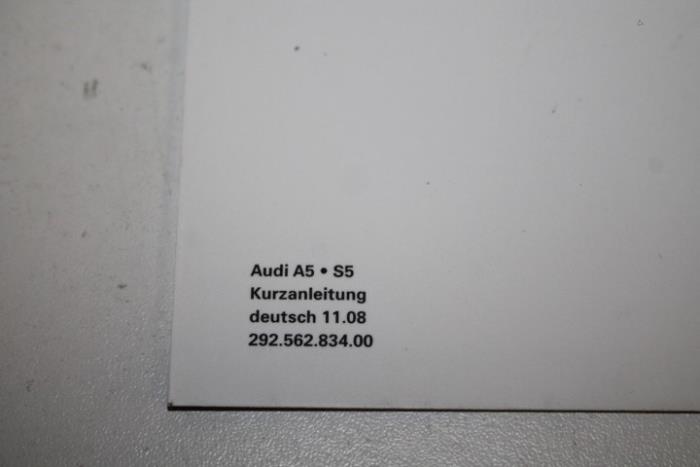 Audi A5 • S5
Kurzanleitung
deutsch 11.08
292.562.834.00